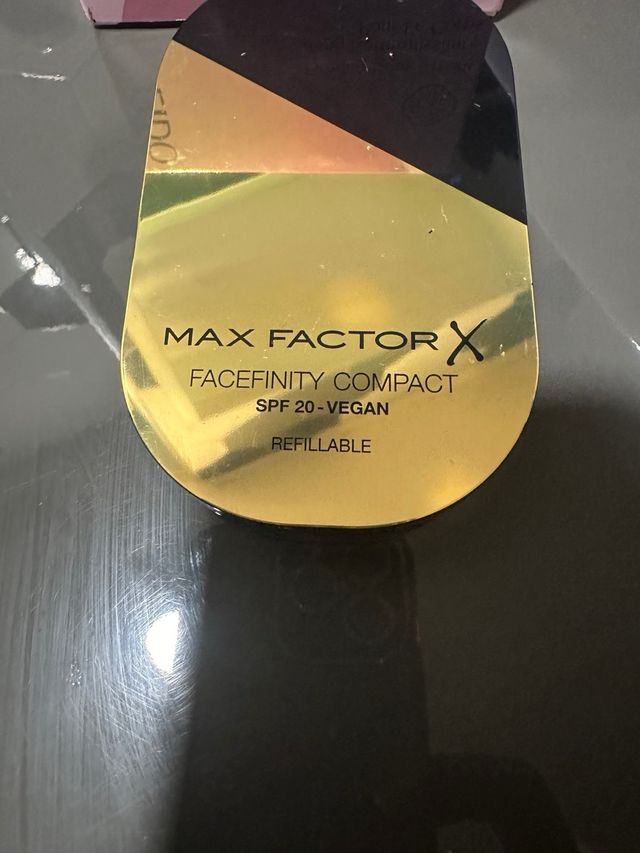 MAX FACTOR X
FACEFINITY COMPACT
SPF 20-VEGAN
REFILLABLE